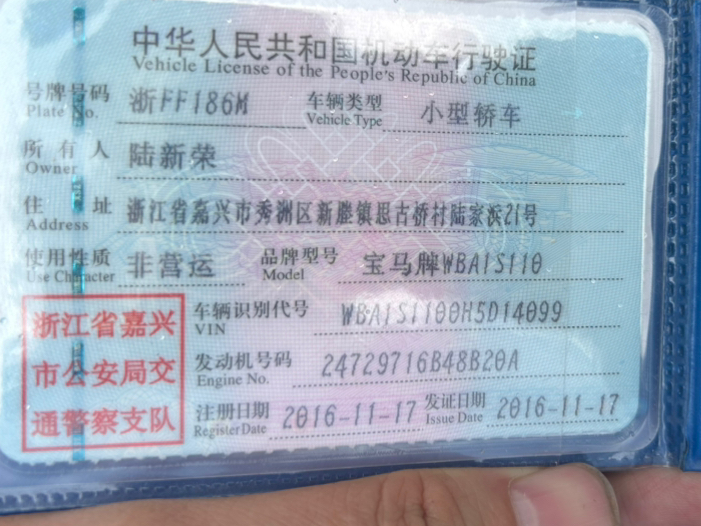 中华人民共和国机动车行驶证
Vehicle License of the People's Republic of China
号牌号码 浙FF186M 车辆类型 小型轿车
Plate No. Vehicle Type
所有人 陆新荣
Owner
住址 浙江省嘉兴市秀洲区新塍镇思古桥村陆家浜21号
Address
使用性质 非营运 品牌型号 宝马牌WBA1S110
Use Character Model
浙江省嘉兴
市公安局交
通警察支队
车辆识别代号 WBA1S1100H5D14099
VIN
发动机号码 24729716B48B20A
Engine No.
注册日期 2016-11-17 发证日期 2016-11-17
Register Date Issue Date